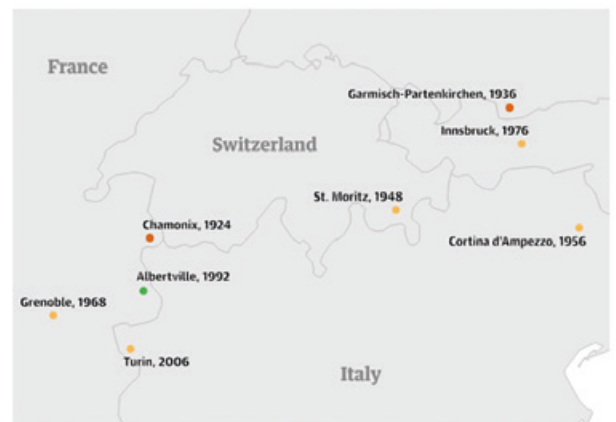 France
Garmisch-Partenkirchen, 1936
Innsbruck, 1976
Switzerland
St. Moritz, 1948
Chamonix, 1924
Cortina d'Ampezzo, 1956
Albertville, 1992
Grenoble, 1968
Turin, 2006
Italy